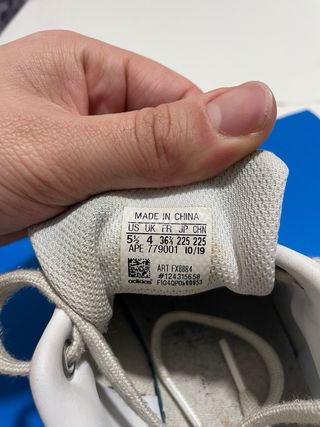 MADE IN CHINA
US UK FR JP CHN
5½ 4 36⅔ 225 225
APE 779001 10/19
ART FX8884
#124315658
adidas